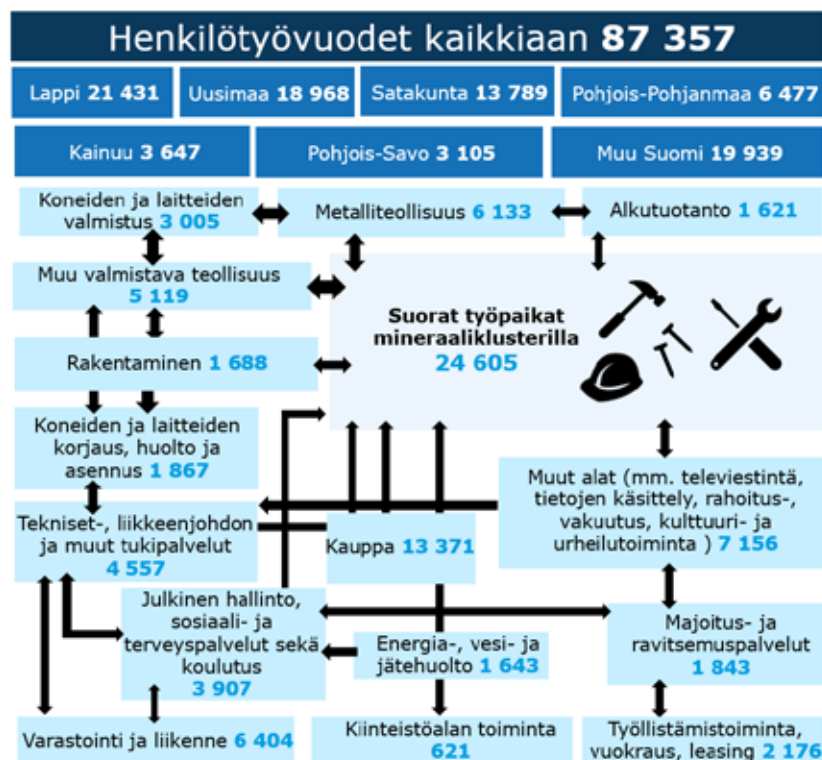 Henkilötyövuodet kaikkiaan 87 357
Lappi 21 431
Uusimaa 18 968
Satakunta 13 789
Pohjois-Pohjanmaa 6 477
Kainuu 3 647
Pohjois-Savo 3 105
Muu Suomi 19 939
Koneiden ja laitteiden
valmistus 3 005
Metalliteollisuus 6 133
Alkutuotanto 1 621
Muu valmistava teollisuus
5 119
Suorat työpaikat
mineraaliklusterilla
24 605
Rakentaminen 1 688
Koneiden ja laitteiden
korjaus, huolto ja
asennus 1 867
Muut alat (mm. televiestintä,
tietojen käsittely, rahoitus-,
vakuutus, kulttuuri- ja
urheilutoiminta ) 7 156
Tekniset-, liikkeenjohdon
ja muut tukipalvelut
4 557
Kauppa 13 371
Julkinen hallinto,
sosiaali- ja
terveyspalvelut sekä
koulutus
3 907
Energia-, vesi- ja
jätehuolto 1 643
Majoitus- ja
ravitsemuspalvelut
1 843
Varastointi ja liikenne 6 404
Kiinteistöalan toiminta
621
Työllistämistoiminta,
vuokraus, leasing 2 176